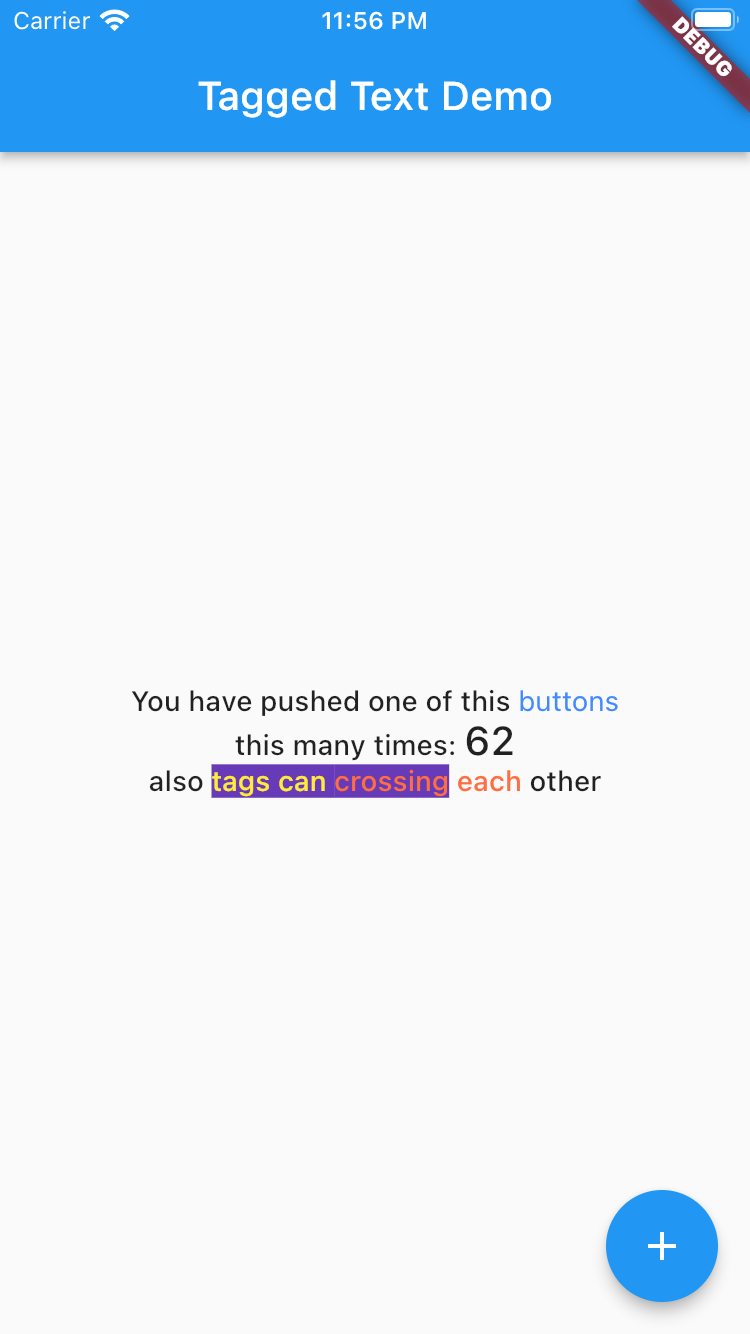 Carrier 11:56 PM
DEBUG
Tagged Text Demo
You have pushed one of this buttons
this many times: 62
also tags can crossing each other